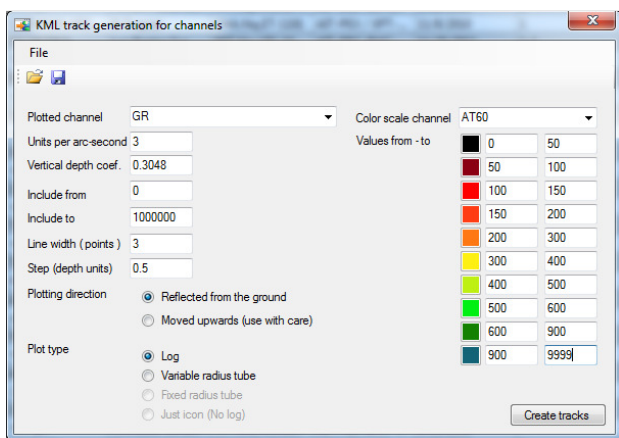 KML track generation for channels
File
Plotted channel GR
Units per arc-second 3
Vertical depth coef. 0.3048
Include from 0
Include to 1000000
Line width ( points ) 3
Step (depth units) 0.5
Plotting direction
Reflected from the ground
Moved upwards (use with care)
Plot type
Log
Variable radius tube
Fixed radius tube
Just icon (No log)
Color scale channel AT60
Values from - to 0 50
50 100
100 150
150 200
200 300
300 400
400 500
500 600
600 900
900 9999
Create tracks